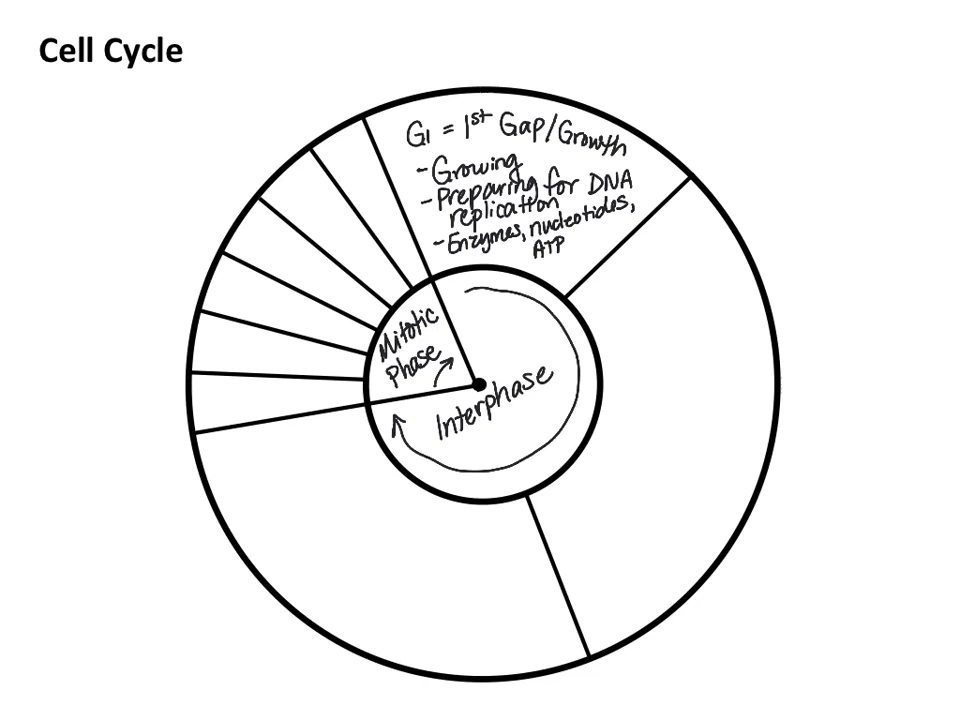 Cell Cycle
G1 = 1st Gap/Growth
- Growing
- Preparing for DNA
replication
- Enzymes, nucleotides,
ATP
Mitotic
Phase
Interphase